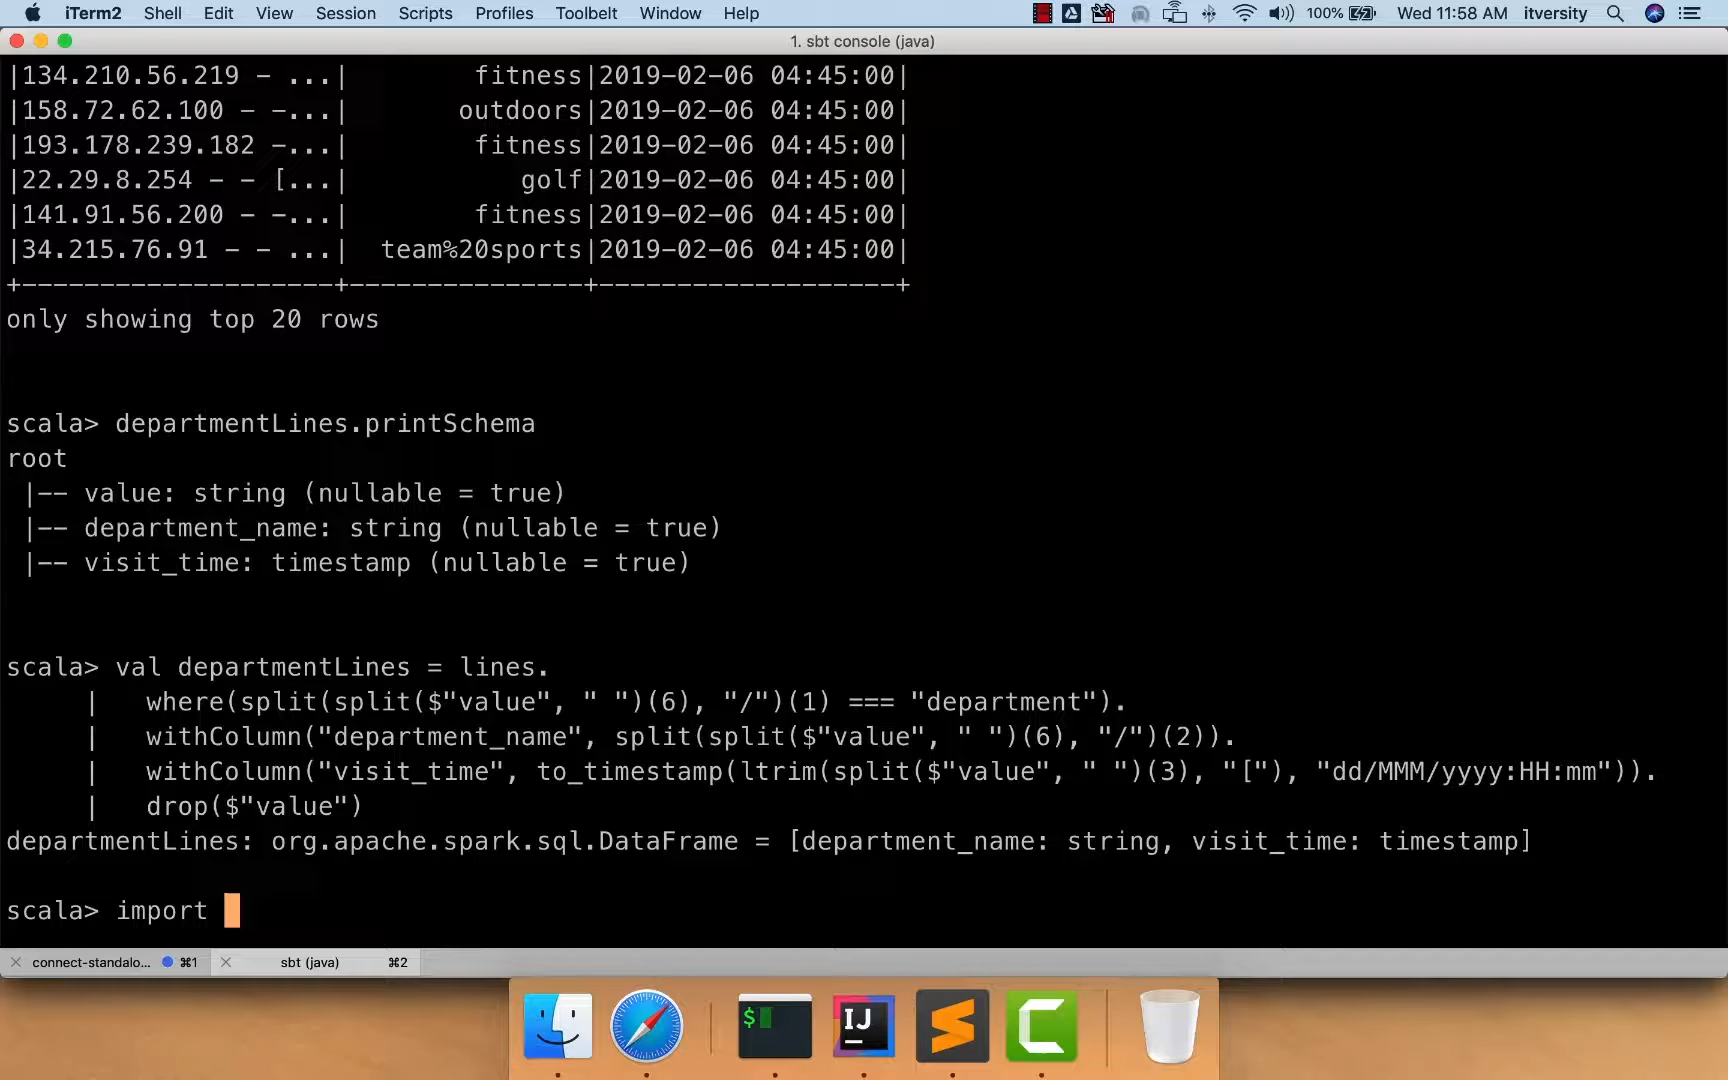 iTerm2 Shell Edit View Session Scripts Profiles Toolbelt Window Help 100% Wed 11:58 AM itversity
1. sbt console (java)
|134.210.56.219 - ...|        fitness|2019-02-06 04:45:00|
|158.72.62.100 - -...|       outdoors|2019-02-06 04:45:00|
|193.178.239.182 -...|        fitness|2019-02-06 04:45:00|
|22.29.8.254 - - [...|           golf|2019-02-06 04:45:00|
|141.91.56.200 - -...|        fitness|2019-02-06 04:45:00|
|34.215.76.91 - - ...|  team%20sports|2019-02-06 04:45:00|
+--------------------+---------------+-------------------+
only showing top 20 rows
scala> departmentLines.printSchema
root
 |-- value: string (nullable = true)
 |-- department_name: string (nullable = true)
 |-- visit_time: timestamp (nullable = true)
scala> val departmentLines = lines.
     |   where(split(split($"value", " ")(6), "/")(1) === "department").
     |   withColumn("department_name", split(split($"value", " ")(6), "/")(2)).
     |   withColumn("visit_time", to_timestamp(ltrim(split($"value", " ")(3), "["), "dd/MMM/yyyy:HH:mm")).
     |   drop($"value")
departmentLines: org.apache.spark.sql.DataFrame = [department_name: string, visit_time: timestamp]
scala> import
connect-standalo... ⌘1 sbt (java) ⌘2
$ IJ